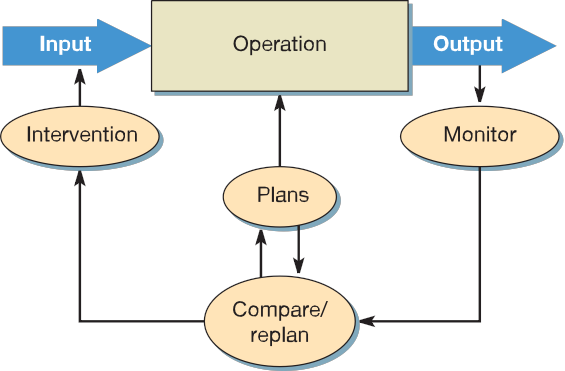 Input
Operation
Output
Intervention
Monitor
Plans
Compare/
replan